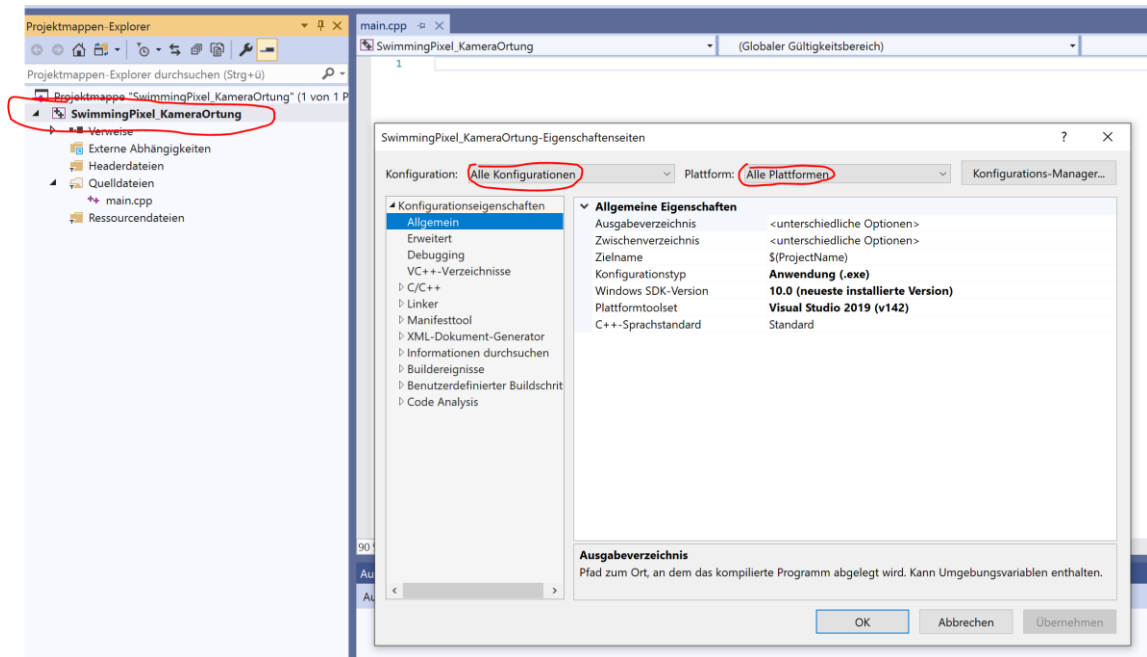 Projektmappen-Explorer
Projektmappen-Explorer durchsuchen (Strg+ü)
Projektmappe "SwimmingPixel_KameraOrtung" (1 von 1 P
SwimmingPixel_KameraOrtung
Verweise
Externe Abhängigkeiten
Headerdateien
Quelldateien
main.cpp
Ressourcendateien
main.cpp
SwimmingPixel_KameraOrtung
(Globaler Gültigkeitsbereich)
1
90
Au
Au
SwimmingPixel_KameraOrtung-Eigenschaftenseiten
?
Konfiguration: Alle Konfigurationen Plattform: Alle Plattformen Konfigurations-Manager...
Konfigurationseigenschaften
Allgemein
Erweitert
Debugging
VC++-Verzeichnisse
C/C++
Linker
Manifesttool
XML-Dokument-Generator
Informationen durchsuchen
Buildereignisse
Benutzerdefinierter Buildschrit
Code Analysis
Allgemeine Eigenschaften
Ausgabeverzeichnis <unterschiedliche Optionen>
Zwischenverzeichnis <unterschiedliche Optionen>
Zielname $(ProjectName)
Konfigurationstyp Anwendung (.exe)
Windows SDK-Version 10.0 (neueste installierte Version)
Plattformtoolset Visual Studio 2019 (v142)
C++-Sprachstandard Standard
Ausgabeverzeichnis
Pfad zum Ort, an dem das kompilierte Programm abgelegt wird. Kann Umgebungsvariablen enthalten.
OK Abbrechen Übernehmen